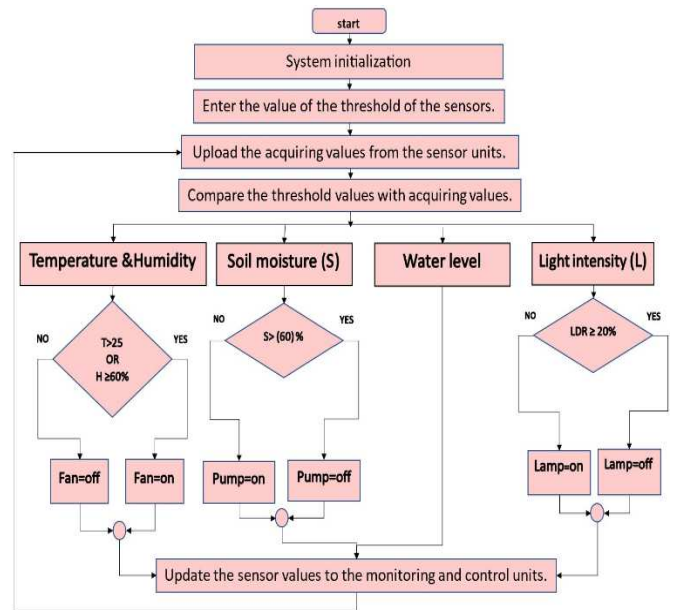 start
System initialization
Enter the value of the threshold of the sensors.
Upload the acquiring values from the sensor units.
Compare the threshold values with acquiring values.
Temperature &Humidity
Soil moisture (S)
Water level
Light intensity (L)
NO
T>25
OR
H ≥60%
YES
NO
S> (60) %
YES
NO
LDR ≥ 20%
YES
Fan=off
Fan=on
Pump=on
Pump=off
Lamp=on
Lamp=off
Update the sensor values to the monitoring and control units.